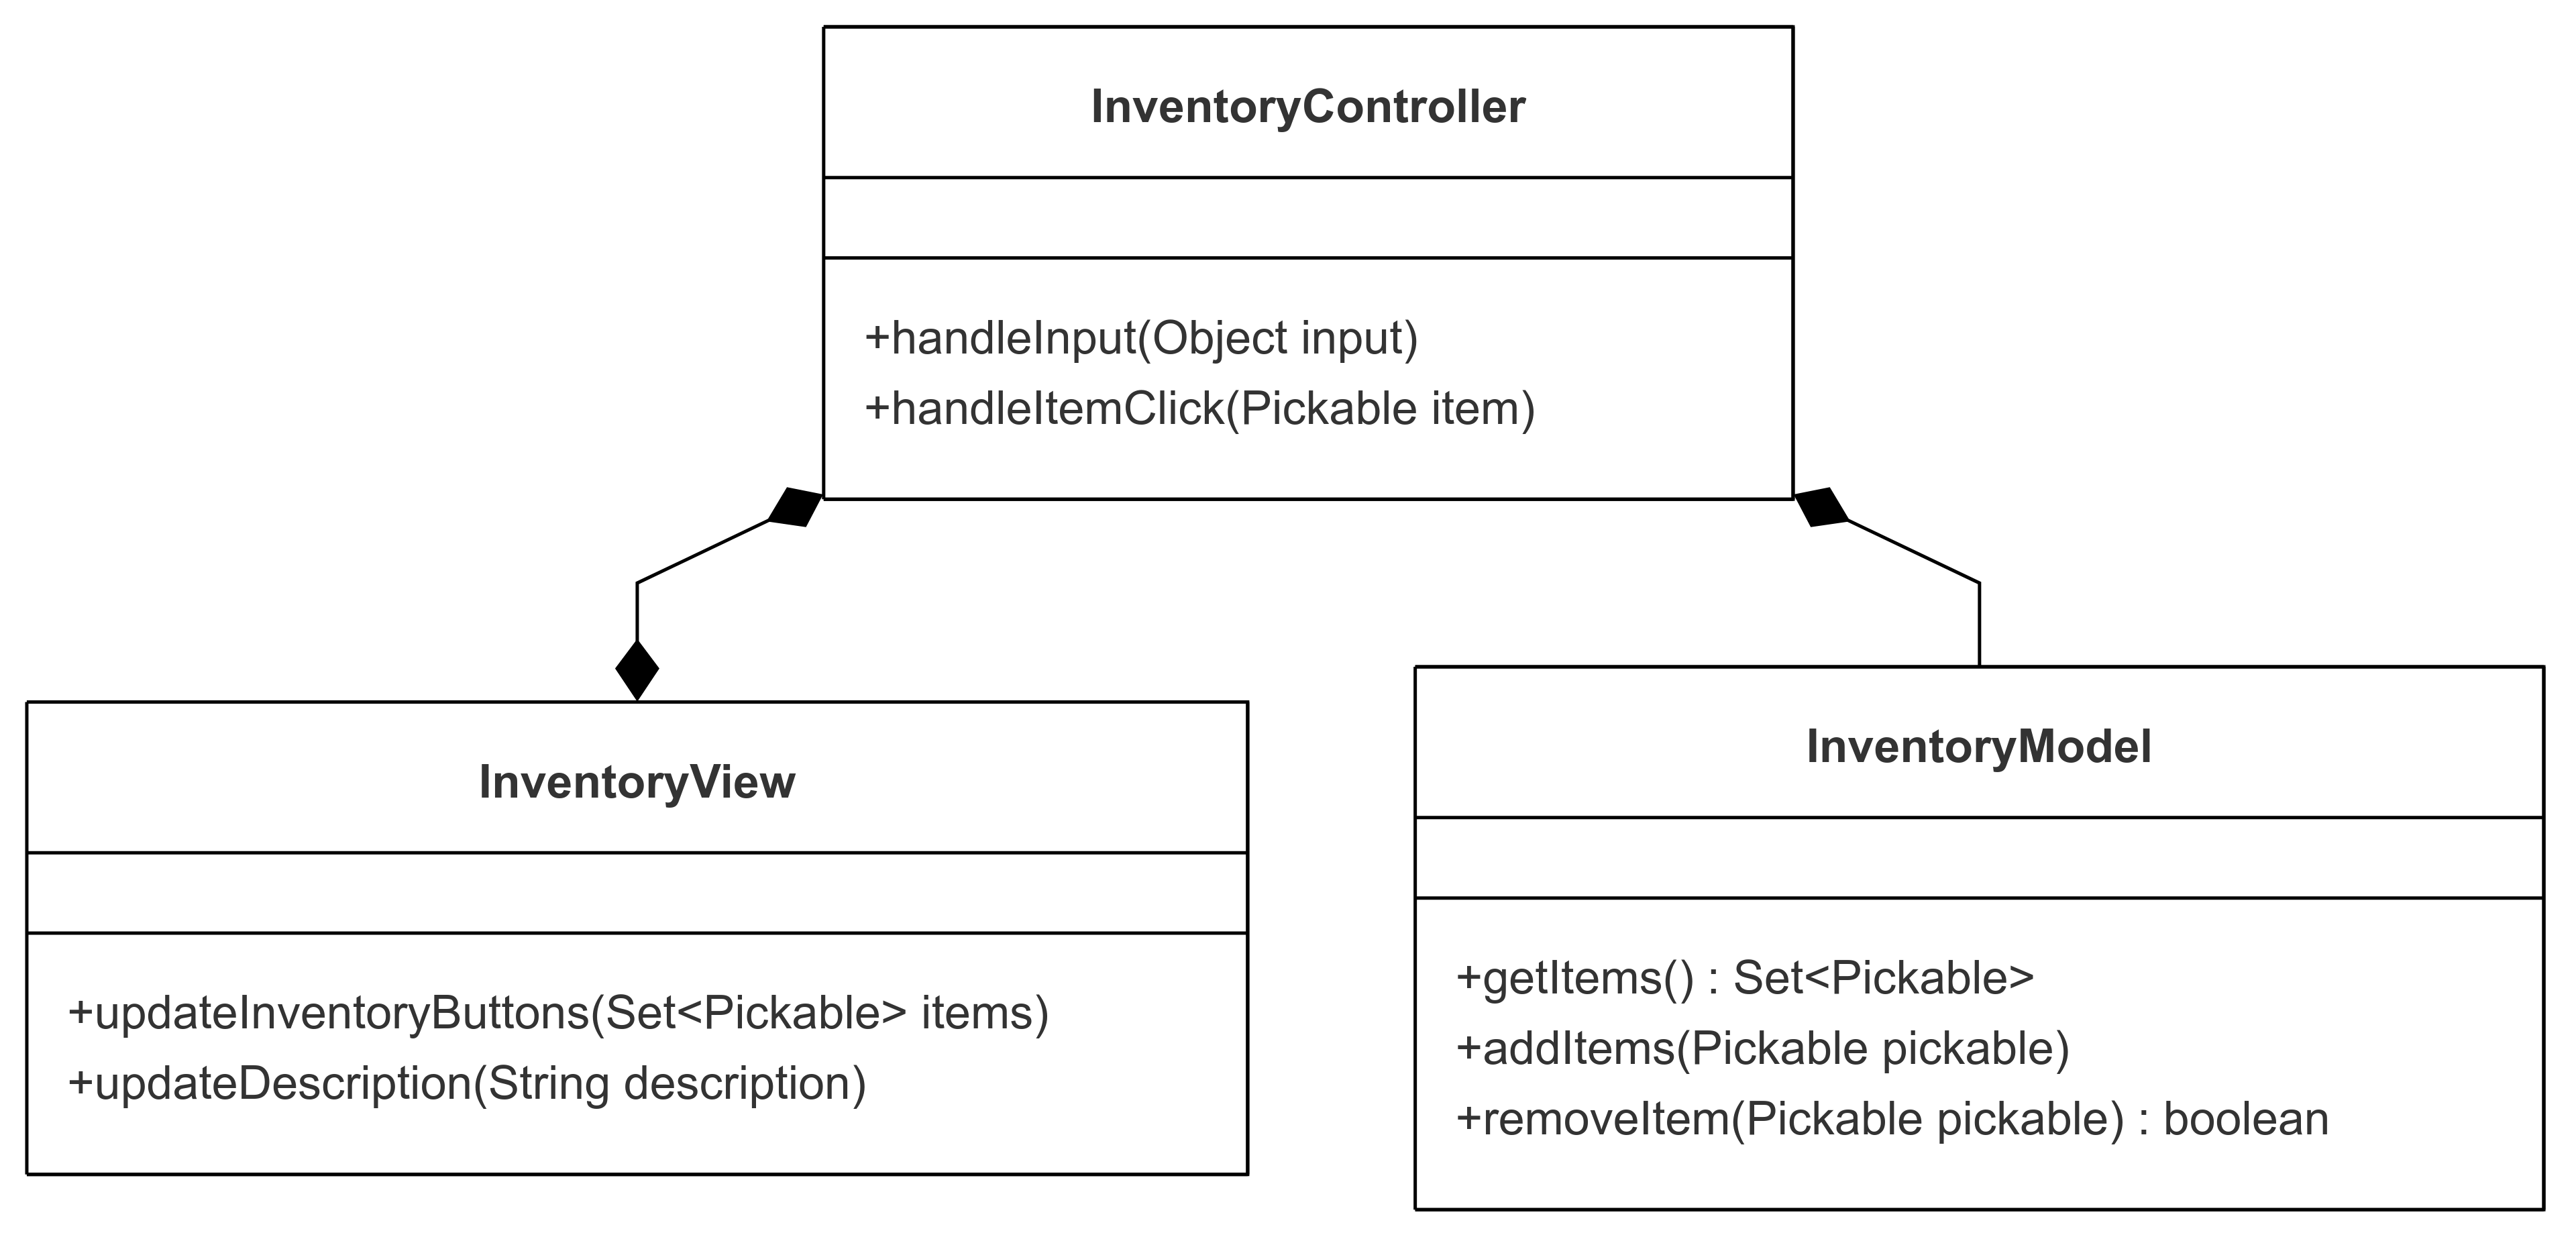 InventoryController
+handleInput(Object input)
+handleItemClick(Pickable item)
InventoryView
+updateInventoryButtons(Set<Pickable> items)
+updateDescription(String description)
InventoryModel
+getItems() : Set<Pickable>
+addItems(Pickable pickable)
+removeItem(Pickable pickable) : boolean